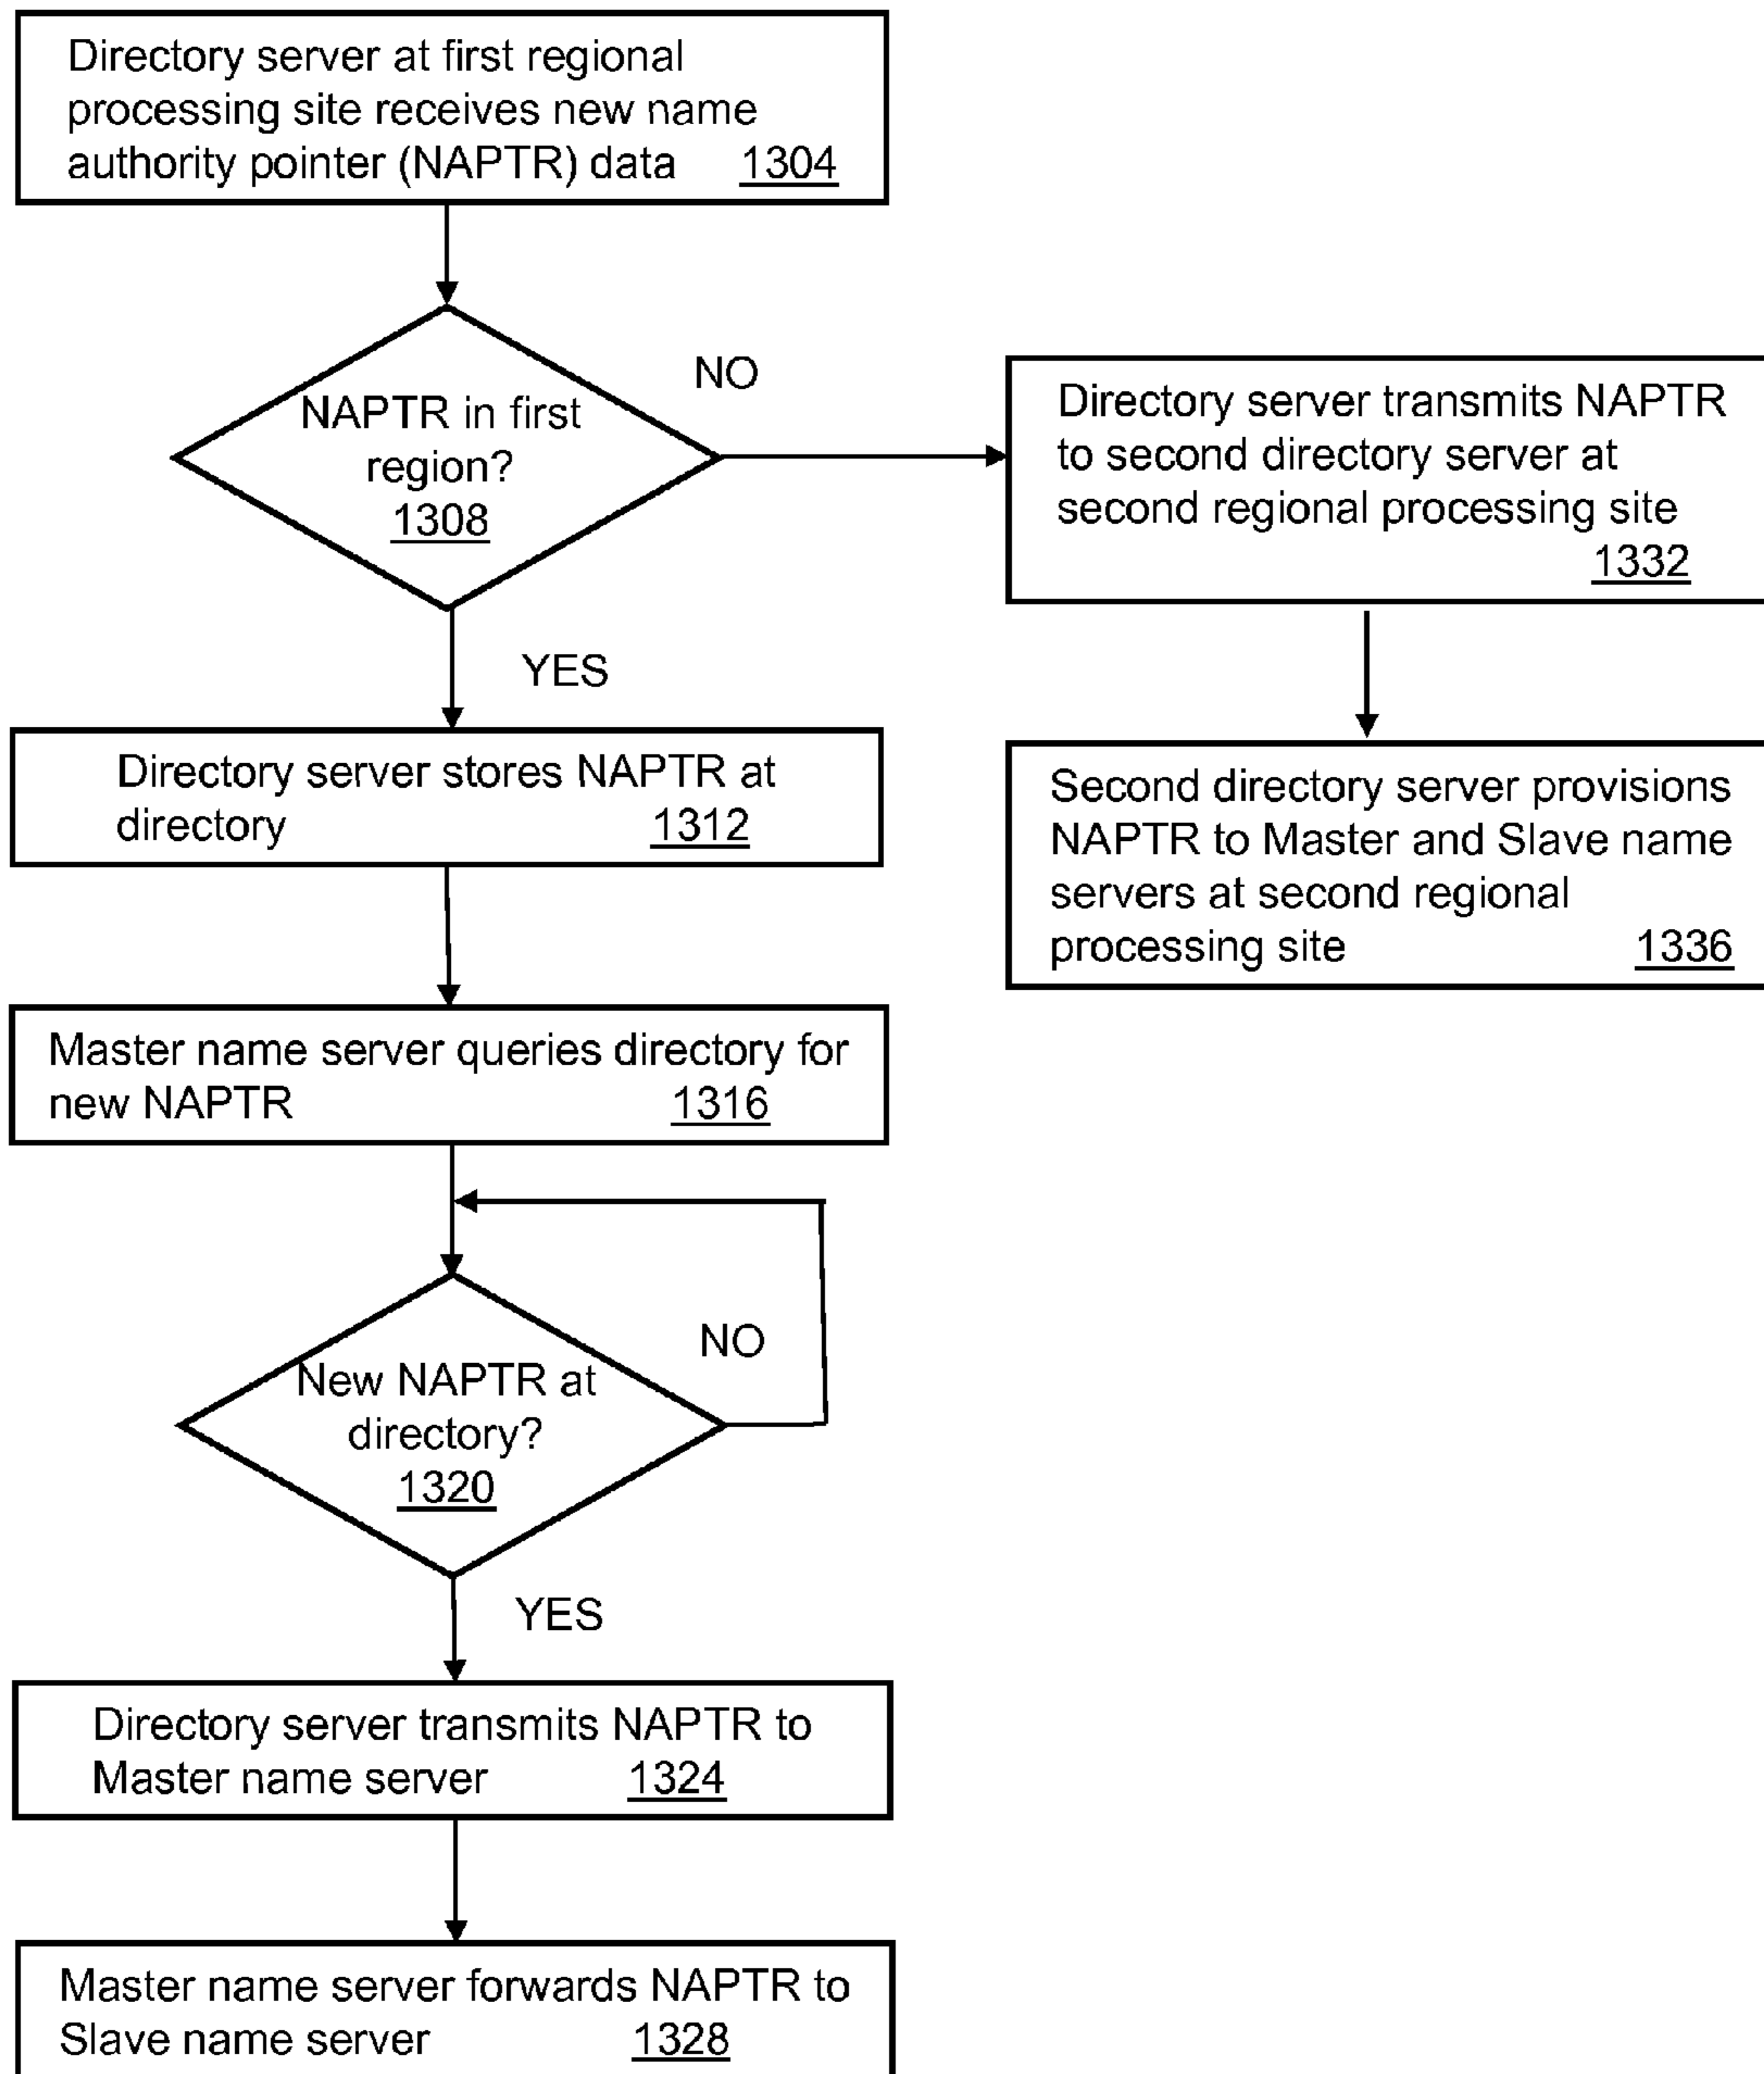 Directory server at first regional
processing site receives new name
authority pointer (NAPTR) data 1304
NAPTR in first
region?
1308
NO
YES
Directory server transmits NAPTR
to second directory server at
second regional processing site
1332
Directory server stores NAPTR at
directory 1312
Second directory server provisions
NAPTR to Master and Slave name
servers at second regional
processing site 1336
Master name server queries directory for
new NAPTR 1316
New NAPTR at
directory?
1320
NO
YES
Directory server transmits NAPTR to
Master name server 1324
Master name server forwards NAPTR to
Slave name server 1328